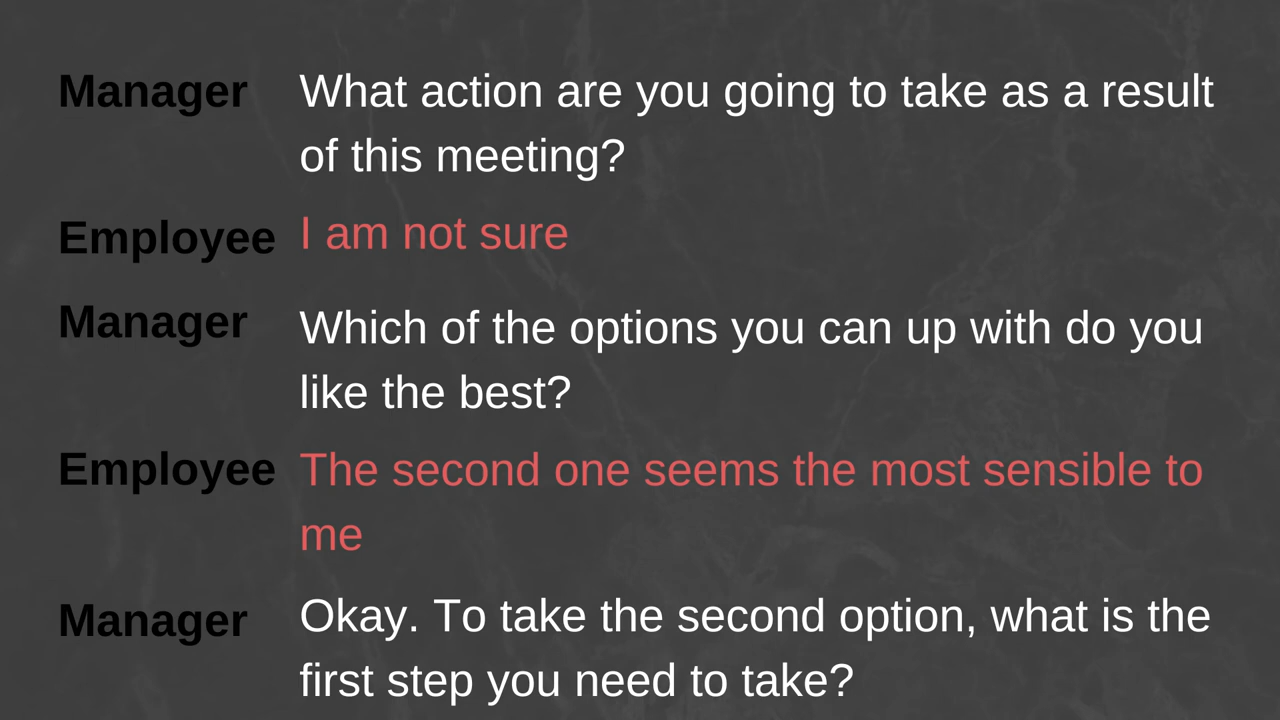 Manager What action are you going to take as a result
of this meeting?
Employee I am not sure
Manager Which of the options you can up with do you
like the best?
Employee The second one seems the most sensible to
me
Manager Okay. To take the second option, what is the
first step you need to take?